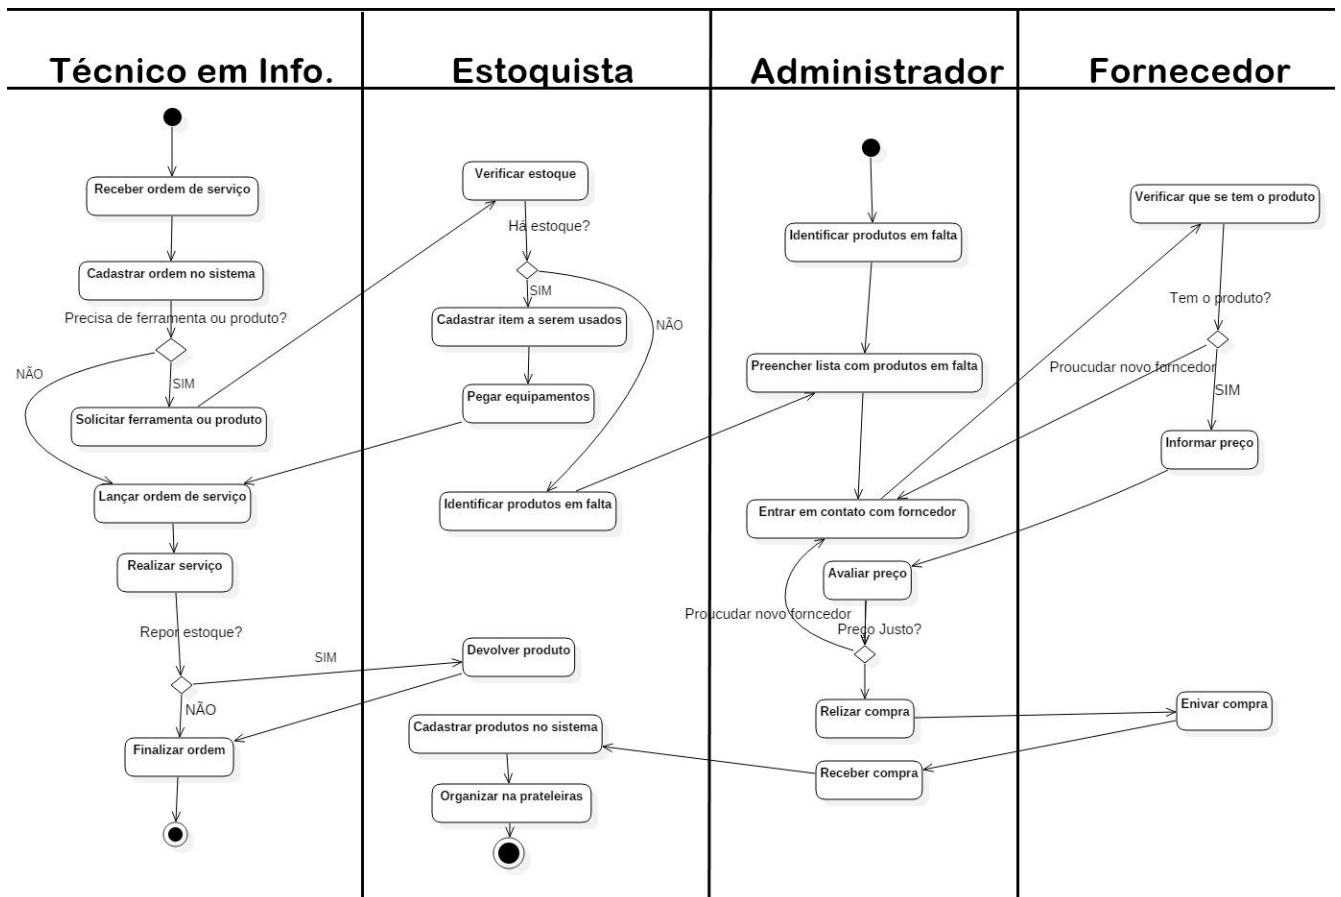 Técnico em Info.
Estoquista
Administrador
Fornecedor
Receber ordem de serviço
Cadastrar ordem no sistema
Precisa de ferramenta ou produto?
NÃO
SIM
Solicitar ferramenta ou produto
Lançar ordem de serviço
Realizar serviço
Repor estoque?
SIM
NÃO
Finalizar ordem
Verificar estoque
Há estoque?
SIM
NÃO
Cadastrar item a serem usados
Pegar equipamentos
Identificar produtos em falta
Devolver produto
Cadastrar produtos no sistema
Organizar na prateleiras
Identificar produtos em falta
Preencher lista com produtos em falta
Entrar em contato com forncedor
Avaliar preço
Proucudar novo forncedor
Preço Justo?
Relizar compra
Receber compra
Verificar que se tem o produto
Tem o produto?
Proucudar novo forncedor
SIM
Informar preço
Enivar compra